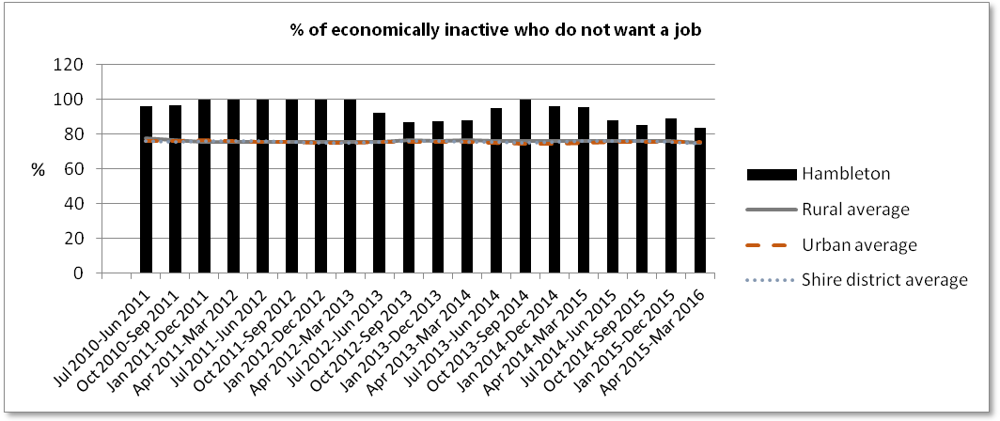 % of economically inactive who do not want a job
120
100
80
60
40
20
0
%
Jul 2010-Jun 2011
Oct 2010-Sep 2011
Jan 2011-Dec 2011
Apr 2011-Mar 2012
Jul 2011-Jun 2012
Oct 2011-Sep 2012
Jan 2012-Dec 2012
Apr 2012-Mar 2013
Jul 2012-Jun 2013
Oct 2012-Sep 2013
Jan 2013-Dec 2013
Apr 2013-Mar 2014
Jul 2013-Jun 2014
Oct 2013-Sep 2014
Jan 2014-Dec 2014
Apr 2014-Mar 2015
Jul 2014-Jun 2015
Oct 2014-Sep 2015
Jan 2015-Dec 2015
Apr 2015-Mar 2016
Hambleton
Rural average
Urban average
Shire district average